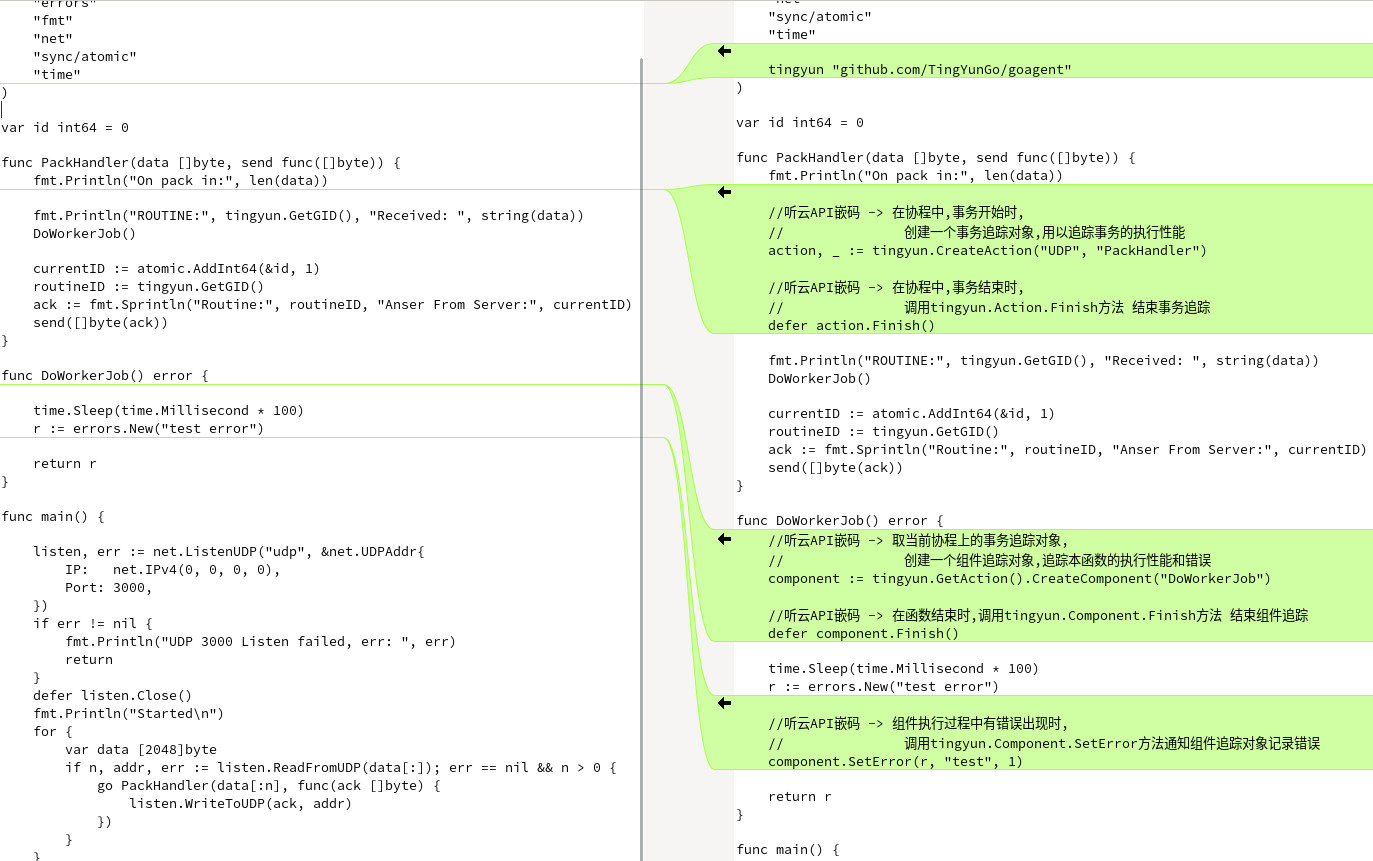 "errors"
"fmt"
"net"
"sync/atomic"
"time"
)
var id int64 = 0
func PackHandler(data []byte, send func([]byte)) {
fmt.Println("On pack in:", len(data))
fmt.Println("ROUTINE:", tingyun.GetGID(), "Received: ", string(data))
DoWorkerJob()
currentID := atomic.AddInt64(&id, 1)
routineID := tingyun.GetGID()
ack := fmt.Sprintln("Routine:", routineID, "Anser From Server:", currentID)
send([]byte(ack))
}
func DoWorkerJob() error {
time.Sleep(time.Millisecond * 100)
r := errors.New("test error")
return r
}
func main() {
listen, err := net.ListenUDP("udp", &net.UDPAddr{
IP:   net.IPv4(0, 0, 0, 0),
Port: 3000,
})
if err != nil {
fmt.Println("UDP 3000 Listen failed, err: ", err)
return
}
defer listen.Close()
fmt.Println("Started\n")
for {
var data [2048]byte
if n, addr, err := listen.ReadFromUDP(data[:]); err == nil && n > 0 {
go PackHandler(data[:n], func(ack []byte) {
listen.WriteToUDP(ack, addr)
})
}
}
"net"
"sync/atomic"
"time"
tingyun "github.com/TingYunGo/goagent"
)
var id int64 = 0
func PackHandler(data []byte, send func([]byte)) {
fmt.Println("On pack in:", len(data))
//听云API嵌码 -> 在协程中,事务开始时,
//               创建一个事务追踪对象,用以追踪事务的执行性能
action, _ := tingyun.CreateAction("UDP", "PackHandler")
//听云API嵌码 -> 在协程中,事务结束时,
//               调用tingyun.Action.Finish方法 结束事务追踪
defer action.Finish()
fmt.Println("ROUTINE:", tingyun.GetGID(), "Received: ", string(data))
DoWorkerJob()
currentID := atomic.AddInt64(&id, 1)
routineID := tingyun.GetGID()
ack := fmt.Sprintln("Routine:", routineID, "Anser From Server:", currentID)
send([]byte(ack))
}
func DoWorkerJob() error {
//听云API嵌码 -> 取当前协程上的事务追踪对象,
//               创建一个组件追踪对象,追踪本函数的执行性能和错误
component := tingyun.GetAction().CreateComponent("DoWorkerJob")
//听云API嵌码 -> 在函数结束时,调用tingyun.Component.Finish方法 结束组件追踪
defer component.Finish()
time.Sleep(time.Millisecond * 100)
r := errors.New("test error")
//听云API嵌码 -> 组件执行过程中有错误出现时,
//               调用tingyun.Component.SetError方法通知组件追踪对象记录错误
component.SetError(r, "test", 1)
return r
}
func main() {